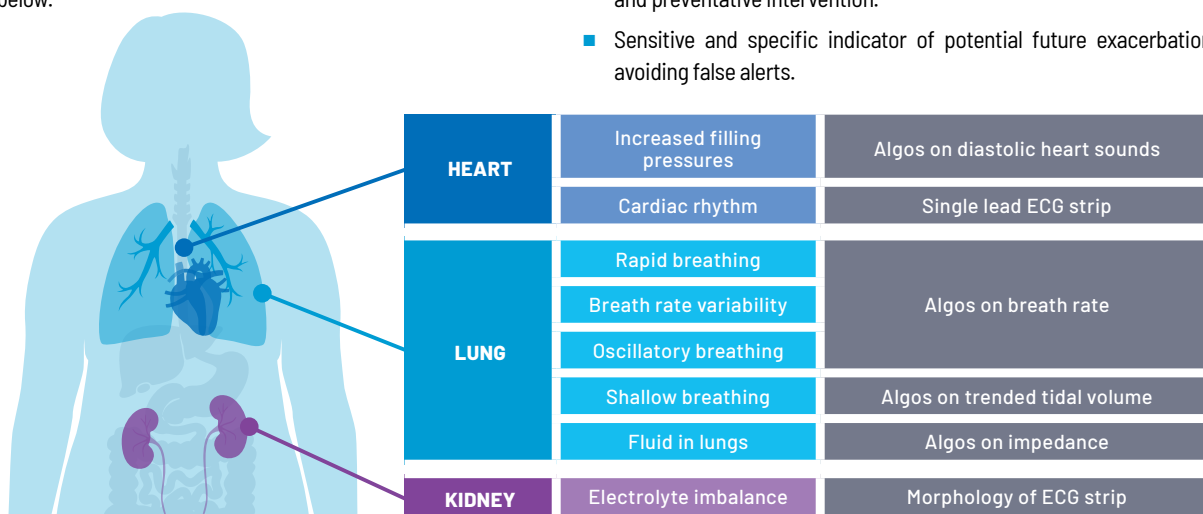 below.
and preventative intervention.
■ Sensitive and specific indicator of potential future exacerbation
avoiding false alerts.
HEART
Increased filling
pressures
Algos on diastolic heart sounds
Cardiac rhythm
Single lead ECG strip
LUNG
Rapid breathing
Breath rate variability
Oscillatory breathing
Algos on breath rate
Shallow breathing
Algos on trended tidal volume
Fluid in lungs
Algos on impedance
KIDNEY
Electrolyte imbalance
Morphology of ECG strip